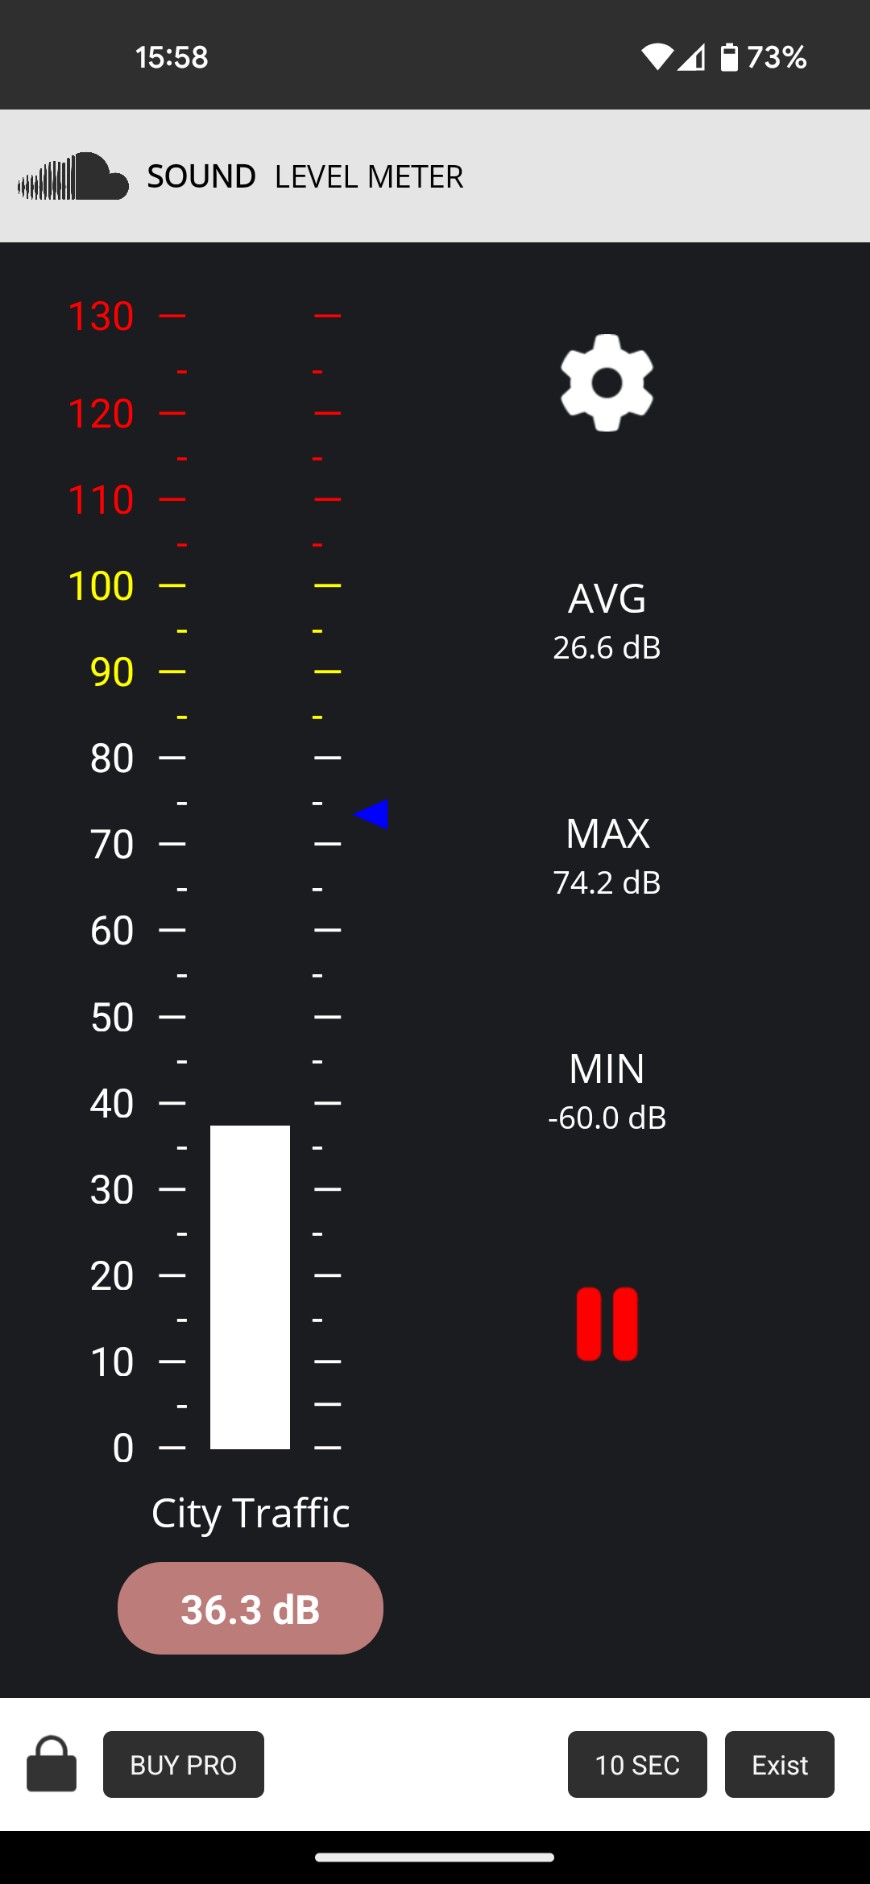 15:58
73%
SOUND LEVEL METER
130
120
110
100
90
80
70
60
50
40
30
20
10
0
AVG
26.6 dB
MAX
74.2 dB
MIN
-60.0 dB
City Traffic
36.3 dB
BUY PRO
10 SEC
Exist